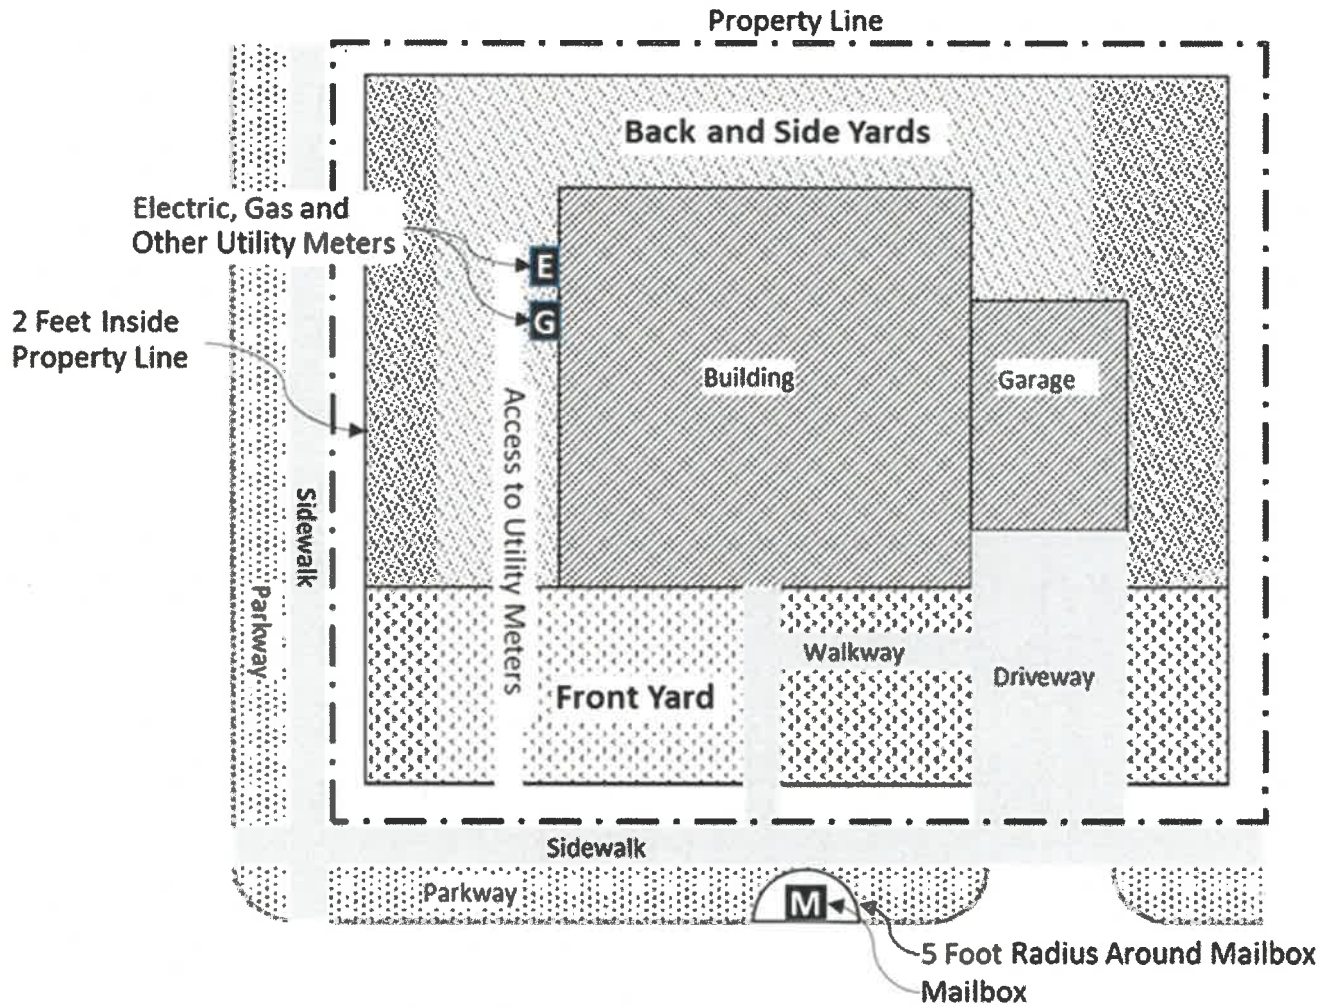 Property Line
Back and Side Yards
Electric, Gas and
Other Utility Meters
E
G
2 Feet Inside
Property Line
Building
Garage
Access to Utility Meters
Sidewalk
Parkway
Walkway
Driveway
Front Yard
Sidewalk
Parkway
M
5 Foot Radius Around Mailbox
Mailbox